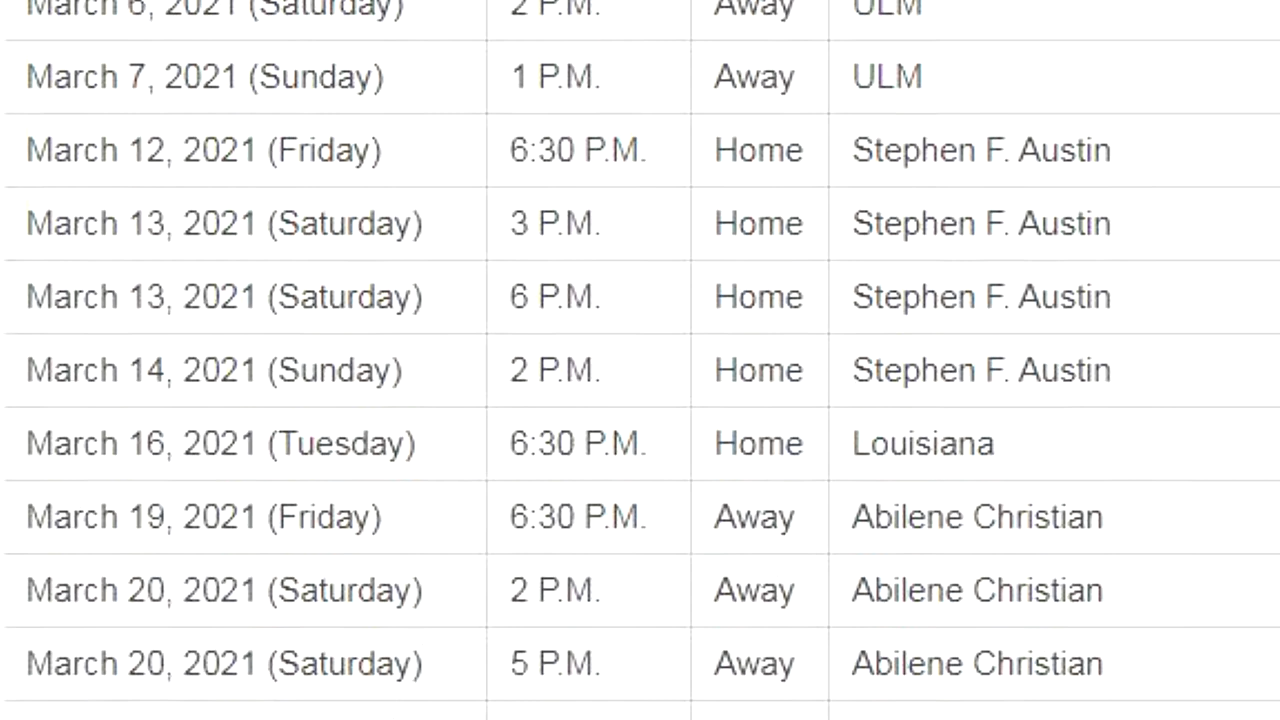 March 6, 2021 (Saturday) 2 P.M. Away ULM
March 7, 2021 (Sunday) 1 P.M. Away ULM
March 12, 2021 (Friday) 6:30 P.M. Home Stephen F. Austin
March 13, 2021 (Saturday) 3 P.M. Home Stephen F. Austin
March 13, 2021 (Saturday) 6 P.M. Home Stephen F. Austin
March 14, 2021 (Sunday) 2 P.M. Home Stephen F. Austin
March 16, 2021 (Tuesday) 6:30 P.M. Home Louisiana
March 19, 2021 (Friday) 6:30 P.M. Away Abilene Christian
March 20, 2021 (Saturday) 2 P.M. Away Abilene Christian
March 20, 2021 (Saturday) 5 P.M. Away Abilene Christian